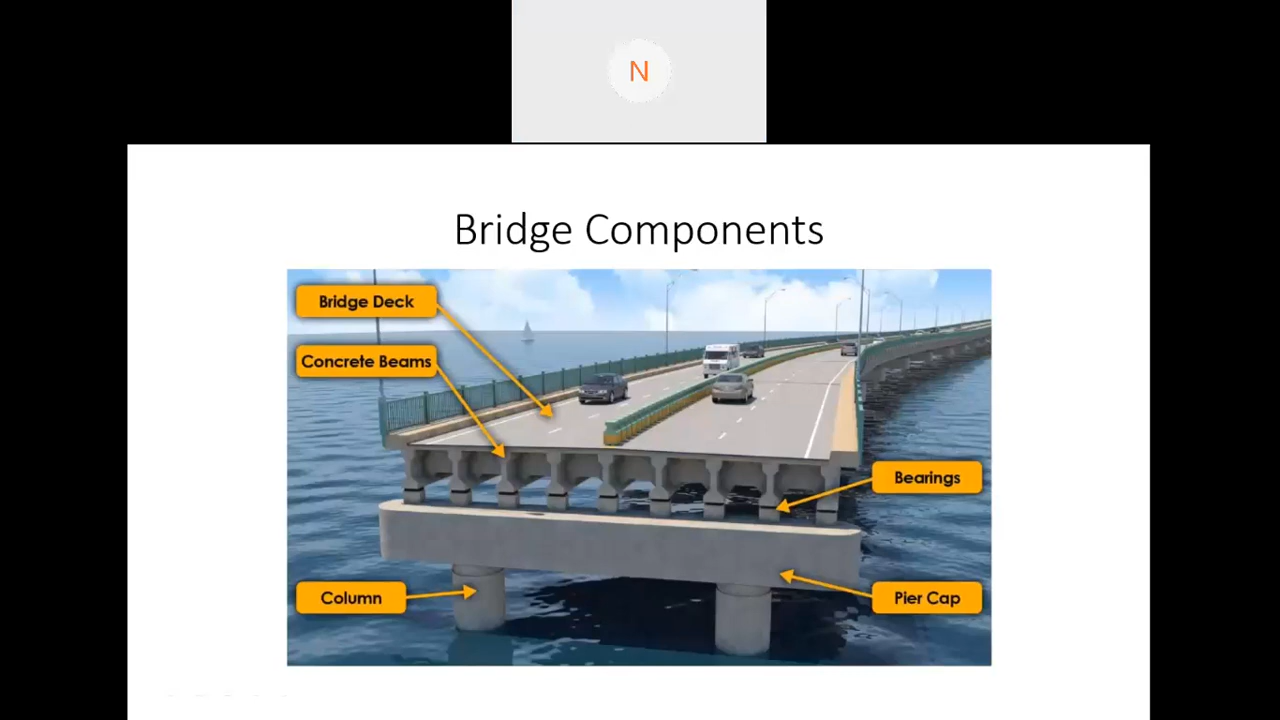 N
Bridge Components
Bridge Deck
Concrete Beams
Bearings
Column
Pier Cap